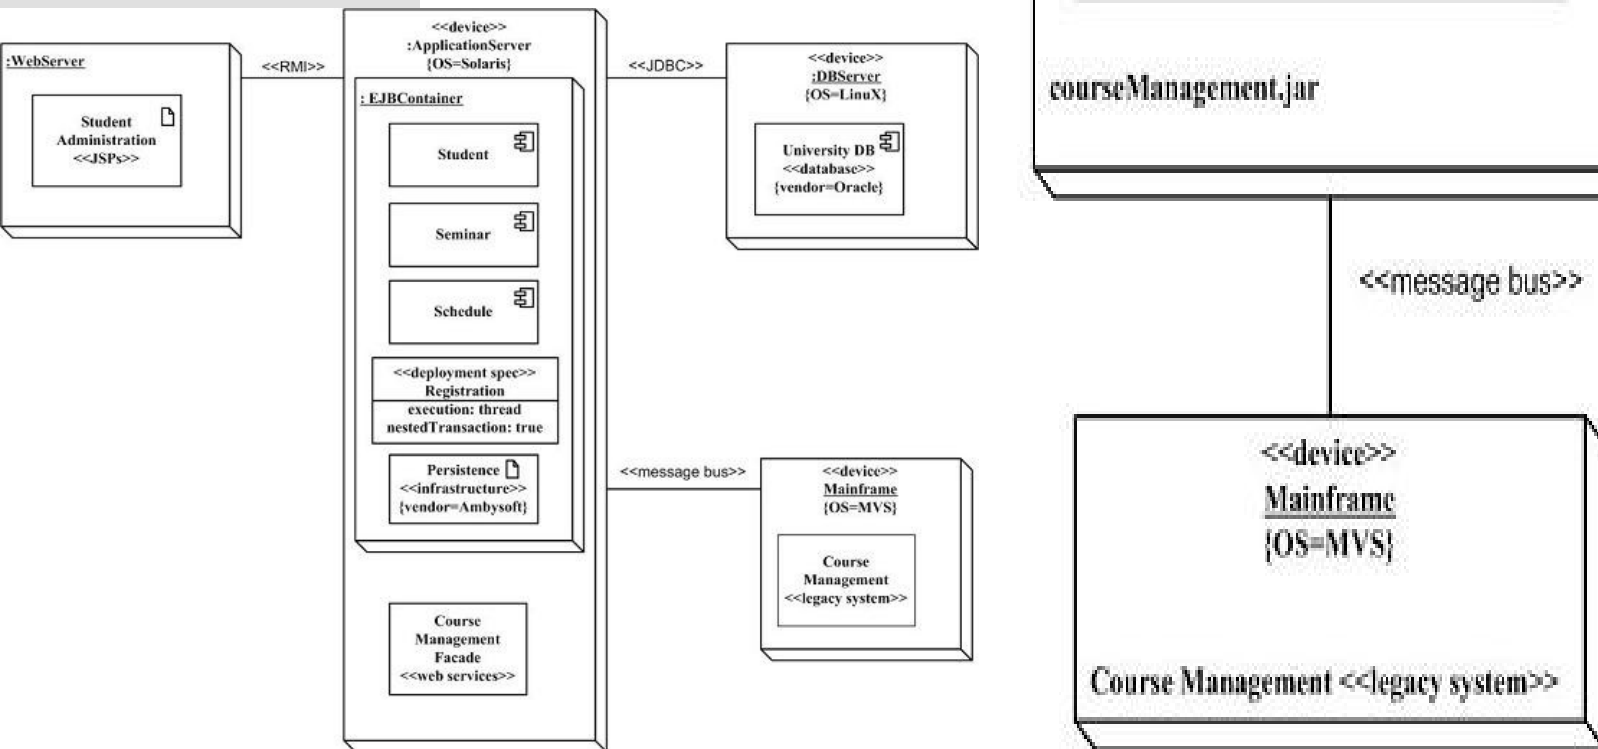 :WebServer
Student
Administration
<<JSPs>>
<<RMI>>
<<device>>
:ApplicationServer
{OS=Solaris}
: EJBContainer
Student
Seminar
Schedule
<<deployment spec>>
Registration
execution: thread
nestedTransaction: true
Persistence
<<infrastructure>>
{vendor=Ambysoft}
Course
Management
Facade
<<web services>>
<<JDBC>>
<<device>>
:DBServer
{OS=LinuX}
University DB
<<database>>
{vendor=Oracle}
<<message bus>>
<<device>>
Mainframe
{OS=MVS}
Course
Management
<<legacy system>>
courseManagement.jar
<<message bus>>
<<device>>
Mainframe
{OS=MVS}
Course Management <<legacy system>>